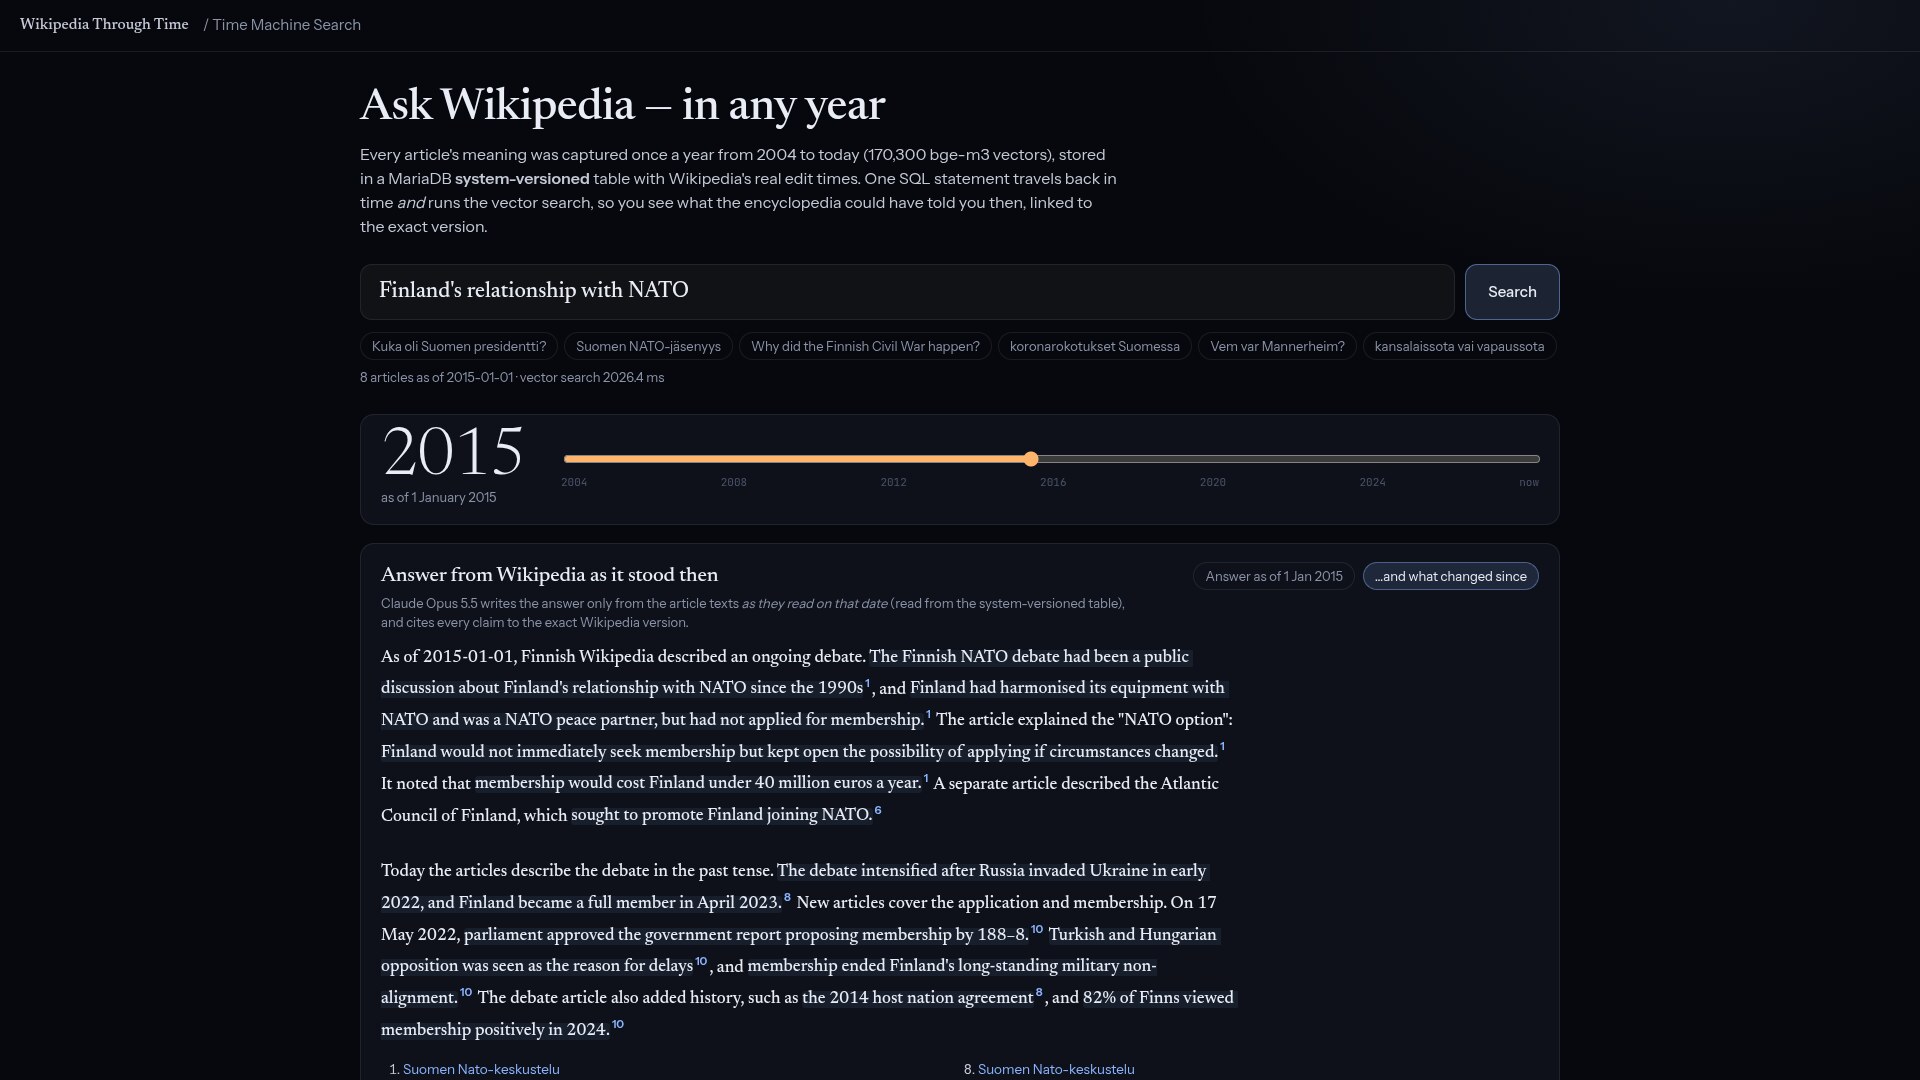 Wikipedia Through Time / Time Machine Search
Ask Wikipedia — in any year
Every article's meaning was captured once a year from 2004 to today (170,300 bge-m3 vectors), stored
in a MariaDB system-versioned table with Wikipedia's real edit times. One SQL statement travels back in
time and runs the vector search, so you see what the encyclopedia could have told you then, linked to
the exact version.
Finland's relationship with NATO
Search
Kuka oli Suomen presidentti? Suomen NATO-jäsenyys Why did the Finnish Civil War happen? koronarokotukset Suomessa Vem var Mannerheim? kansalaissota vai vapaussota
8 articles as of 2015-01-01 · vector search 2026.4 ms
2015
as of 1 January 2015
2004 2008 2012 2016 2020 2024 now
Answer from Wikipedia as it stood then
Answer as of 1 Jan 2015 …and what changed since
Claude Opus 5.5 writes the answer only from the article texts as they read on that date (read from the system-versioned table),
and cites every claim to the exact Wikipedia version.
As of 2015-01-01, Finnish Wikipedia described an ongoing debate. The Finnish NATO debate had been a public
discussion about Finland's relationship with NATO since the 1990s 1, and Finland had harmonised its equipment with
NATO and was a NATO peace partner, but had not applied for membership. 1 The article explained the "NATO option":
Finland would not immediately seek membership but kept open the possibility of applying if circumstances changed. 1
It noted that membership would cost Finland under 40 million euros a year. 1 A separate article described the Atlantic
Council of Finland, which sought to promote Finland joining NATO. 6
Today the articles describe the debate in the past tense. The debate intensified after Russia invaded Ukraine in early
2022, and Finland became a full member in April 2023. 8 New articles cover the application and membership. On 17
May 2022, parliament approved the government report proposing membership by 188–8. 10 Turkish and Hungarian
opposition was seen as the reason for delays 10, and membership ended Finland's long-standing military non-
alignment. 10 The debate article also added history, such as the 2014 host nation agreement 8, and 82% of Finns viewed
membership positively in 2024. 10
1. Suomen Nato-keskustelu
8. Suomen Nato-keskustelu